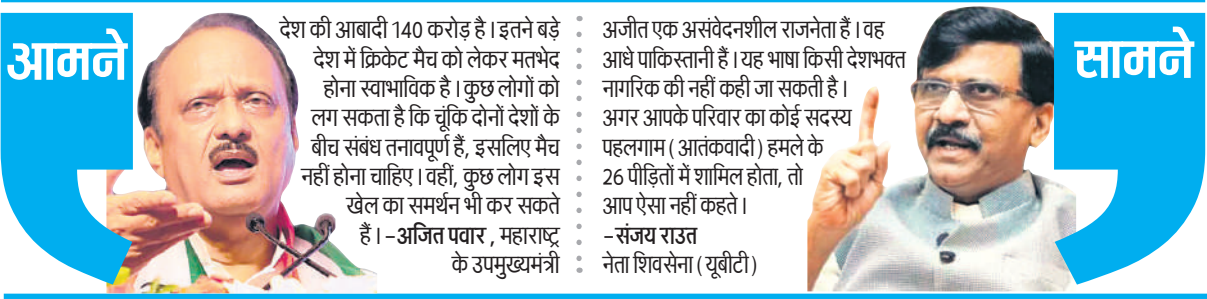 आमने
देश की आबादी 140 करोड़ है। इतने बड़े
देश में क्रिकेट मैच को लेकर मतभेद
होना स्वाभाविक है। कुछ लोगों को
लग सकता है कि चूंकि दोनों देशों के
बीच संबंध तनावपूर्ण हैं, इसलिए मैच
नहीं होना चाहिए। वहीं, कुछ लोग इस
खेल का समर्थन भी कर सकते
हैं। -अजित पवार, महाराष्ट्र
के उपमुख्यमंत्री
अजीत एक असंवेदनशील राजनेता हैं। वह
आधे पाकिस्तानी हैं। यह भाषा किसी देशभक्त
नागरिक की नहीं कही जा सकती है।
अगर आपके परिवार का कोई सदस्य
पहलगाम (आतंकवादी) हमले के
26 पीड़ितों में शामिल होता, तो
आप ऐसा नहीं कहते।
-संजय राउत
नेता शिवसेना (यूबीटी)
सामने